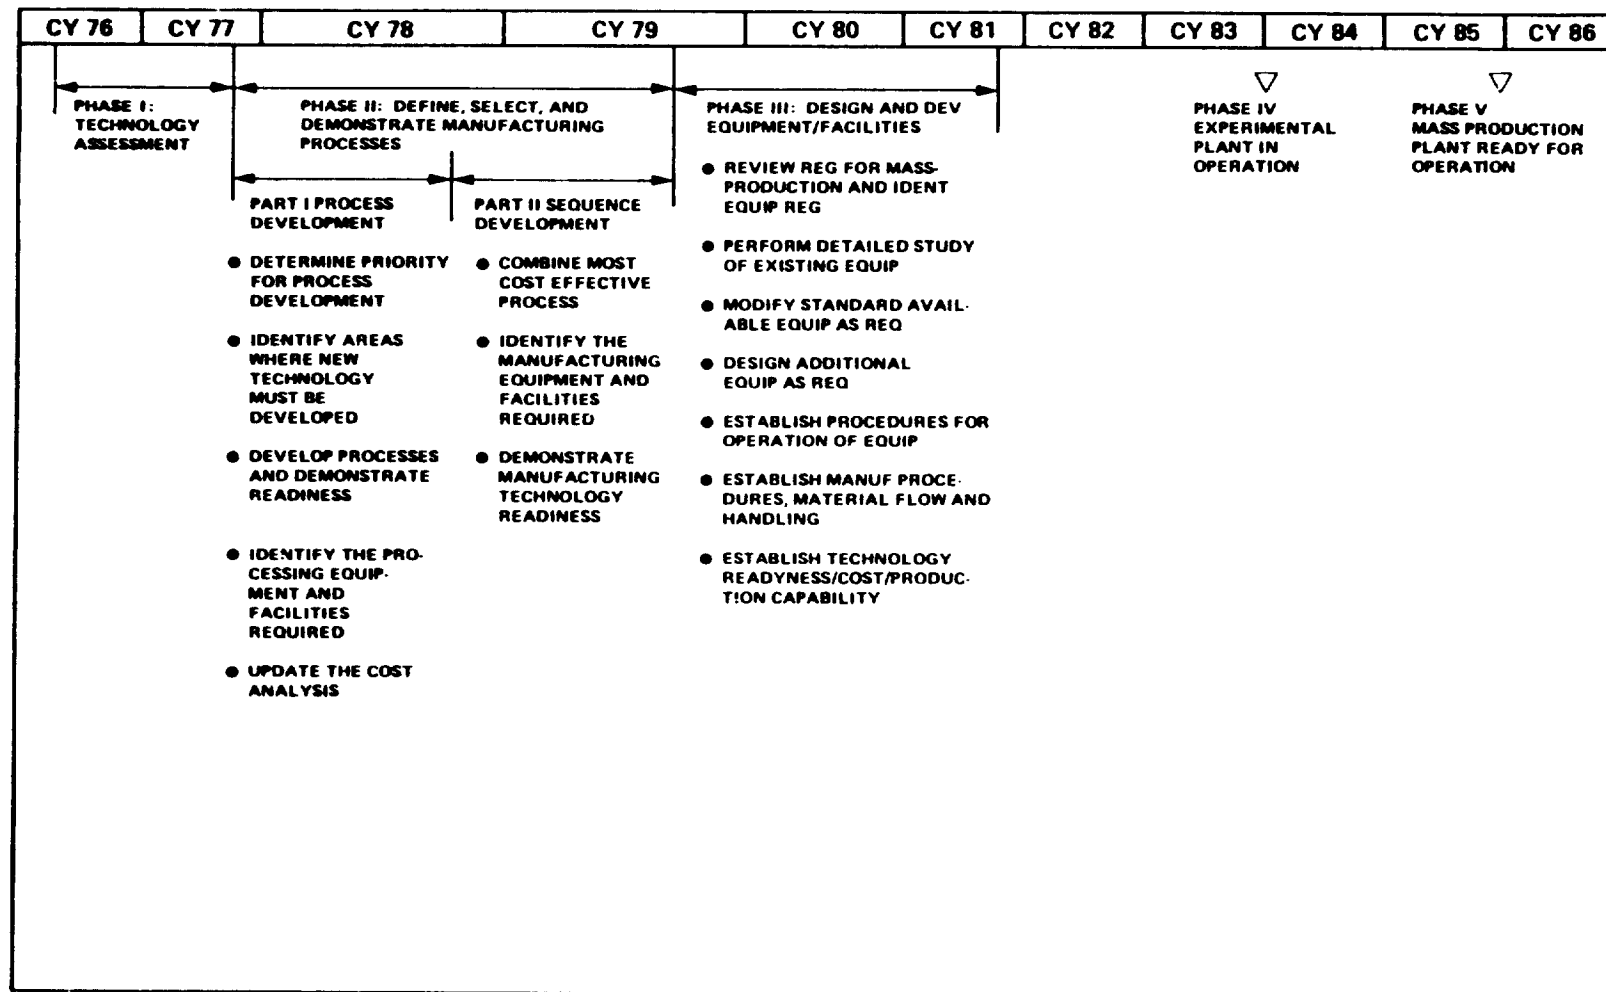 CY 76 CY 77 CY 78 CY 79 CY 80 CY 81 CY 82 CY 83 CY 84 CY 85 CY 86
PHASE I:
TECHNOLOGY
ASSESSMENT
PHASE II: DEFINE, SELECT, AND
DEMONSTRATE MANUFACTURING
PROCESSES
PART I PROCESS
DEVELOPMENT
● DETERMINE PRIORITY
FOR PROCESS
DEVELOPMENT
● IDENTIFY AREAS
WHERE NEW
TECHNOLOGY
MUST BE
DEVELOPED
● DEVELOP PROCESSES
AND DEMONSTRATE
READINESS
● IDENTIFY THE PRO-
CESSING EQUIP-
MENT AND
FACILITIES
REQUIRED
● UPDATE THE COST
ANALYSIS
PART II SEQUENCE
DEVELOPMENT
● COMBINE MOST
COST EFFECTIVE
PROCESS
● IDENTIFY THE
MANUFACTURING
EQUIPMENT AND
FACILITIES
REQUIRED
● DEMONSTRATE
MANUFACTURING
TECHNOLOGY
READINESS
PHASE III: DESIGN AND DEV
EQUIPMENT/FACILITIES
● REVIEW REG FOR MASS-
PRODUCTION AND IDENT
EQUIP REG
● PERFORM DETAILED STUDY
OF EXISTING EQUIP
● MODIFY STANDARD AVAIL-
ABLE EQUIP AS REQ
● DESIGN ADDITIONAL
EQUIP AS REQ
● ESTABLISH PROCEDURES FOR
OPERATION OF EQUIP
● ESTABLISH MANUF PROCE-
DURES, MATERIAL FLOW AND
HANDLING
● ESTABLISH TECHNOLOGY
READYNESS/COST/PRODUC-
TION CAPABILITY
PHASE IV
EXPERIMENTAL
PLANT IN
OPERATION
PHASE V
MASS PRODUCTION
PLANT READY FOR
OPERATION